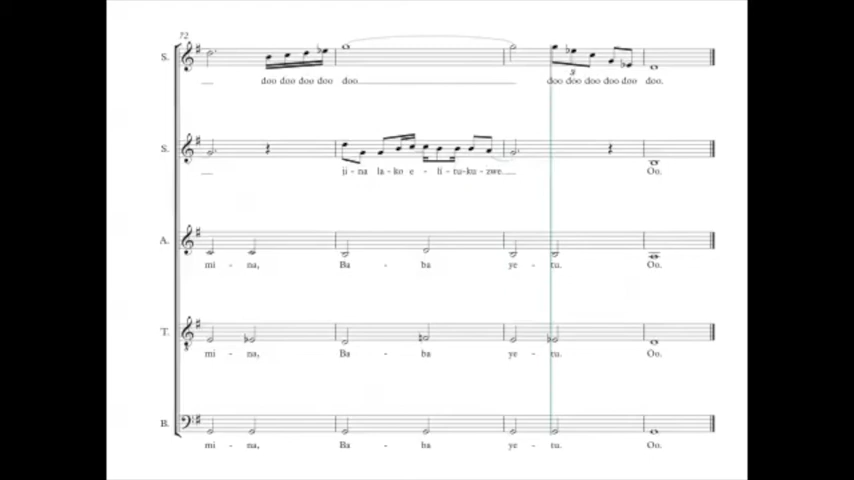 72
S.
doo doo doo doo doo. doo doo doo doo doo doo.
3
S.
ji - na la - ko e - li - tu - ku - zwe. Oo.
A.
mi - na, Ba - ba ye - tu. Oo.
T.
8
mi - na, Ba - ba ye - tu. Oo.
B.
mi - na, Ba - ba ye - tu. Oo.